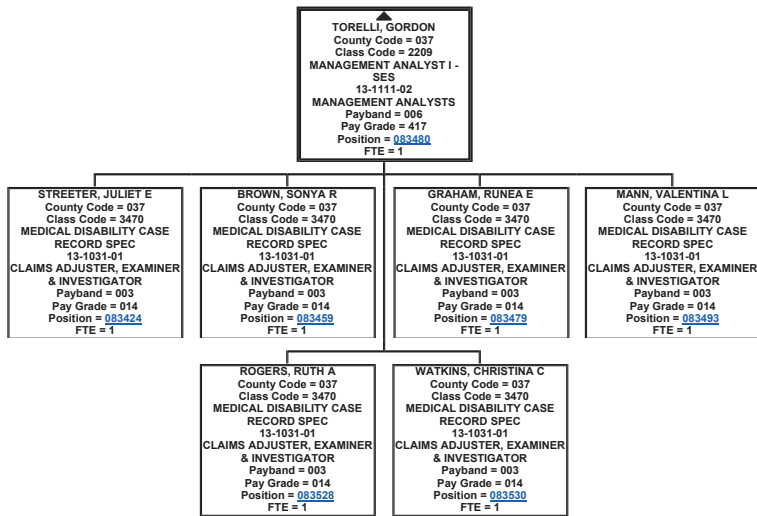 TORELLI, GORDON
County Code = 037
Class Code = 2209
MANAGEMENT ANALYST I -
SES
13-1111-02
MANAGEMENT ANALYSTS
Payband = 006
Pay Grade = 417
Position = 083480
FTE = 1
STREETER, JULIET E
County Code = 037
Class Code = 3470
MEDICAL DISABILITY CASE
RECORD SPEC
13-1031-01
CLAIMS ADJUSTER, EXAMINER
& INVESTIGATOR
Payband = 003
Pay Grade = 014
Position = 083424
FTE = 1
BROWN, SONYA R
County Code = 037
Class Code = 3470
MEDICAL DISABILITY CASE
RECORD SPEC
13-1031-01
CLAIMS ADJUSTER, EXAMINER
& INVESTIGATOR
Payband = 003
Pay Grade = 014
Position = 083459
FTE = 1
GRAHAM, RUNEA E
County Code = 037
Class Code = 3470
MEDICAL DISABILITY CASE
RECORD SPEC
13-1031-01
CLAIMS ADJUSTER, EXAMINER
& INVESTIGATOR
Payband = 003
Pay Grade = 014
Position = 083479
FTE = 1
MANN, VALENTINA L
County Code = 037
Class Code = 3470
MEDICAL DISABILITY CASE
RECORD SPEC
13-1031-01
CLAIMS ADJUSTER, EXAMINER
& INVESTIGATOR
Payband = 003
Pay Grade = 014
Position = 083493
FTE = 1
ROGERS, RUTH A
County Code = 037
Class Code = 3470
MEDICAL DISABILITY CASE
RECORD SPEC
13-1031-01
CLAIMS ADJUSTER, EXAMINER
& INVESTIGATOR
Payband = 003
Pay Grade = 014
Position = 083528
FTE = 1
WATKINS, CHRISTINA C
County Code = 037
Class Code = 3470
MEDICAL DISABILITY CASE
RECORD SPEC
13-1031-01
CLAIMS ADJUSTER, EXAMINER
& INVESTIGATOR
Payband = 003
Pay Grade = 014
Position = 083530
FTE = 1